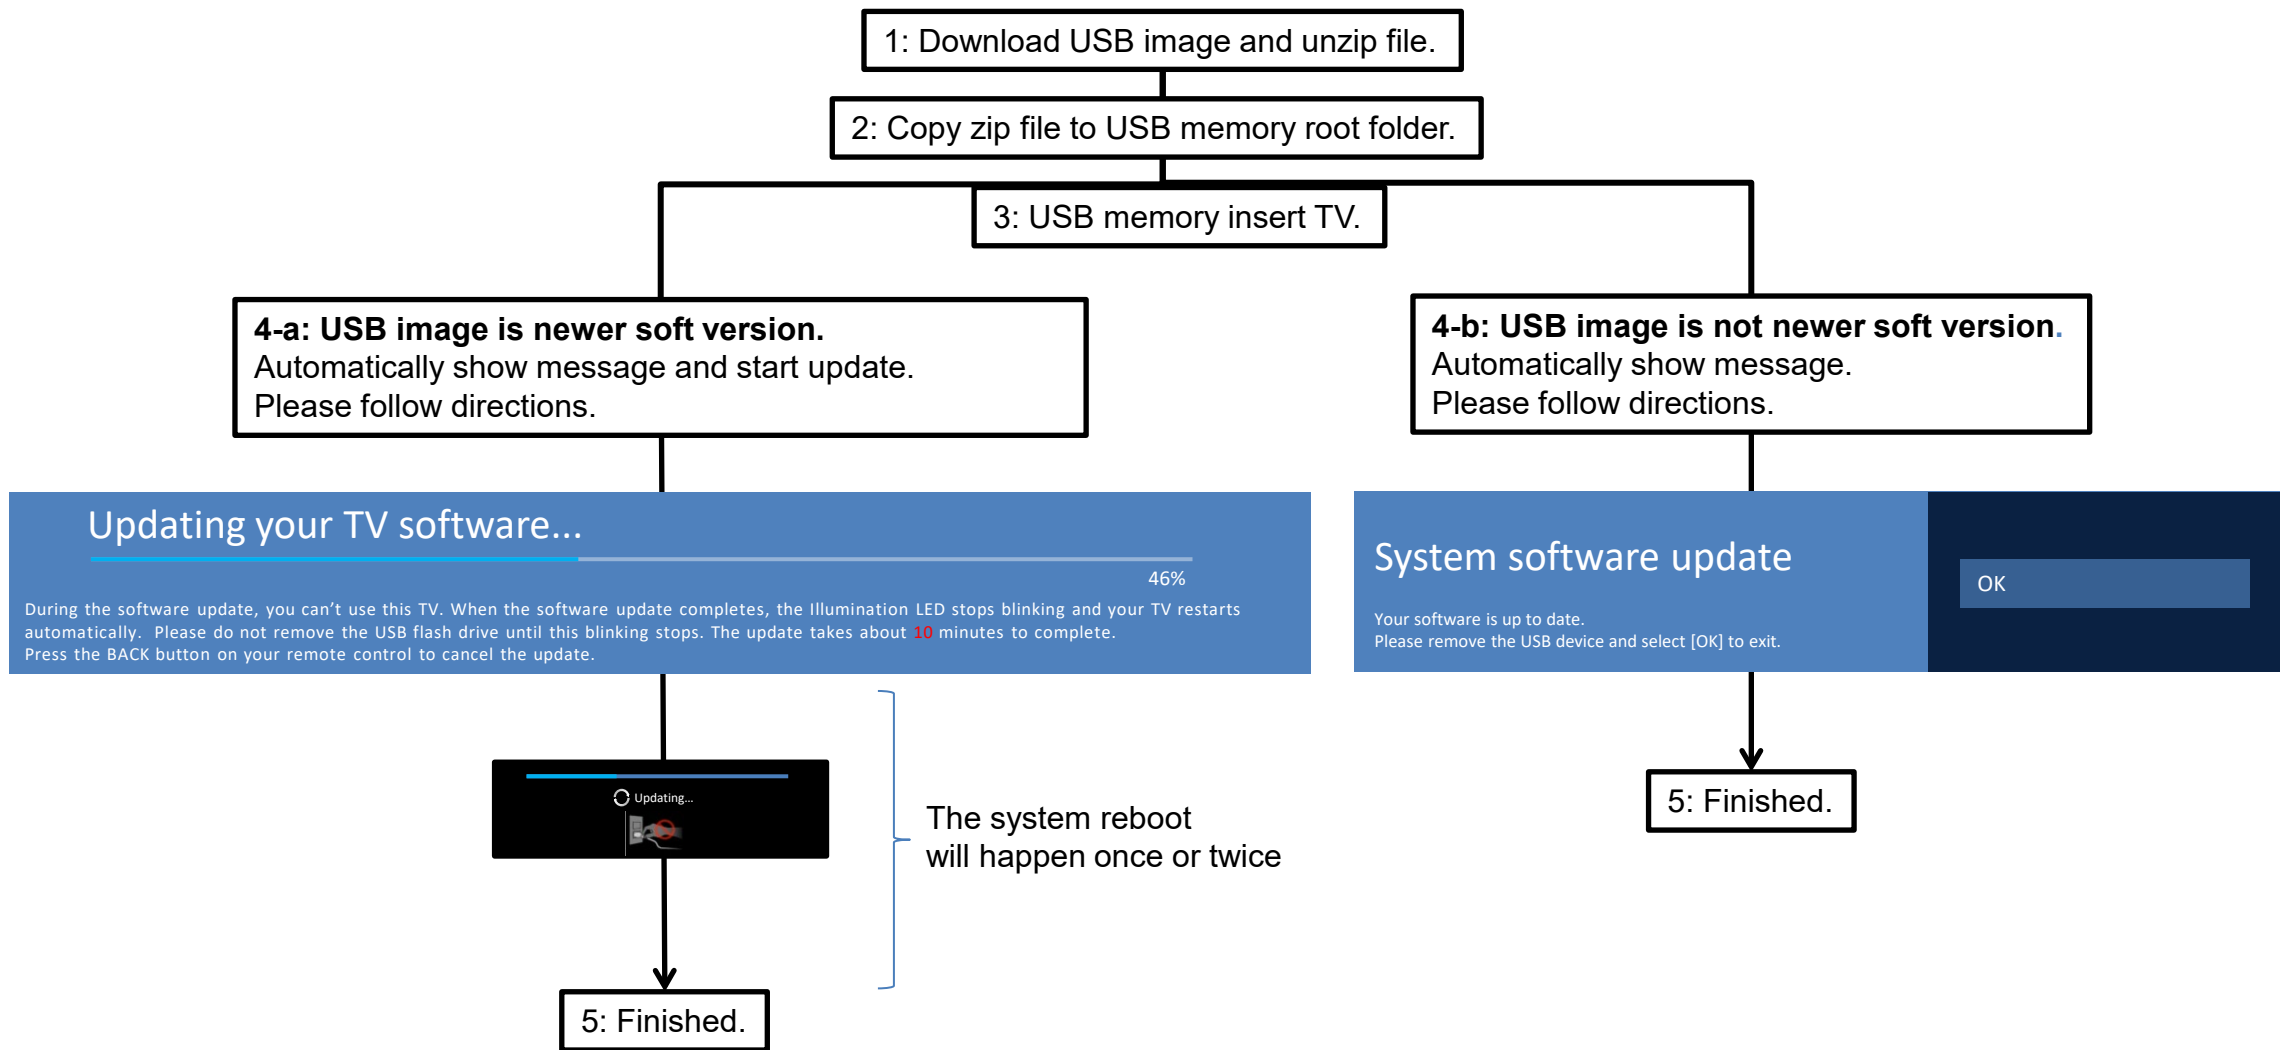 1: Download USB image and unzip file.
2: Copy zip file to USB memory root folder.
3: USB memory insert TV.
4-a: USB image is newer soft version.
Automatically show message and start update.
Please follow directions.
4-b: USB image is not newer soft version.
Automatically show message.
Please follow directions.
Updating your TV software...
46%
During the software update, you can’t use this TV. When the software update completes, the Illumination LED stops blinking and your TV restarts
automatically. Please do not remove the USB flash drive until this blinking stops. The update takes about 10 minutes to complete.
Press the BACK button on your remote control to cancel the update.
System software update
Your software is up to date.
Please remove the USB device and select [OK] to exit.
OK
Updating...
The system reboot
will happen once or twice
5: Finished.
5: Finished.